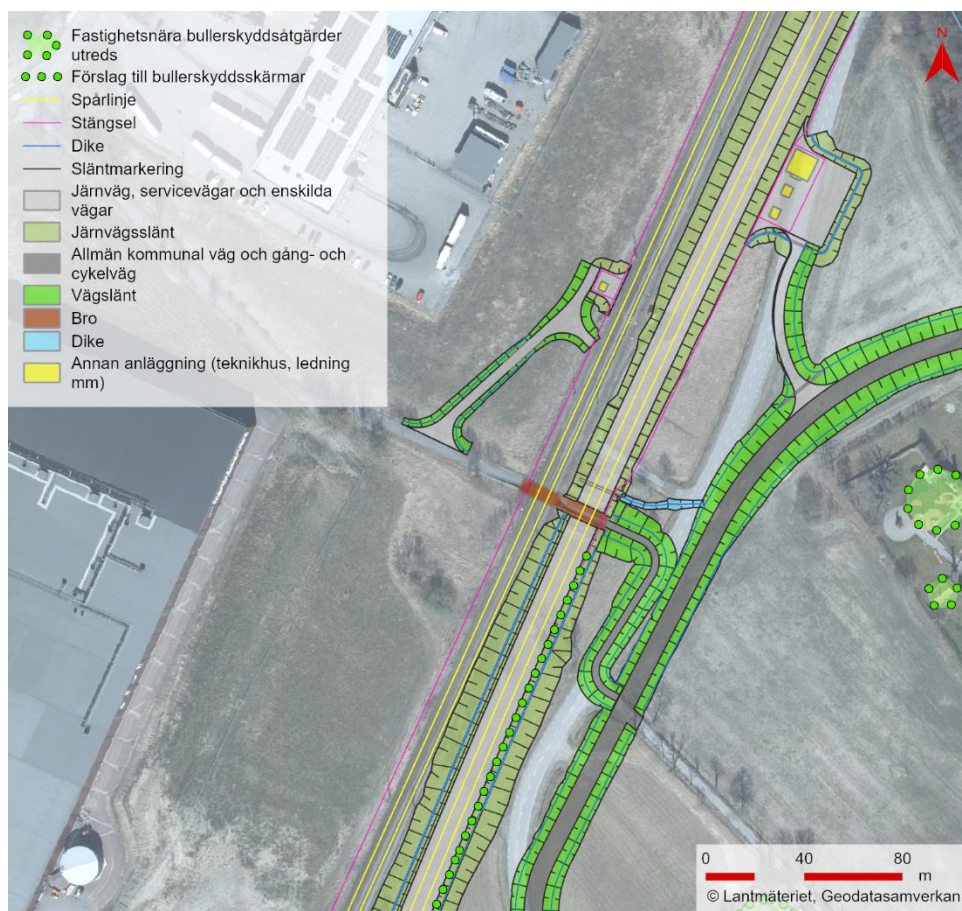 Fastighetsnära bullerskyddsåtgärder
utreds
Förslag till bullerskyddsskärmar
Spårlinje
Stängsel
Dike
Släntmarkering
Järnväg, servicevägar och enskilda
vägar
Järnvägsslänt
Allmän kommunal väg och gång- och
cykelväg
Vägslänt
Bro
Dike
Annan anläggning (teknikhus, ledning
mm)
N
0 40 80
m
© Lantmäteriet, Geodatasamverkan